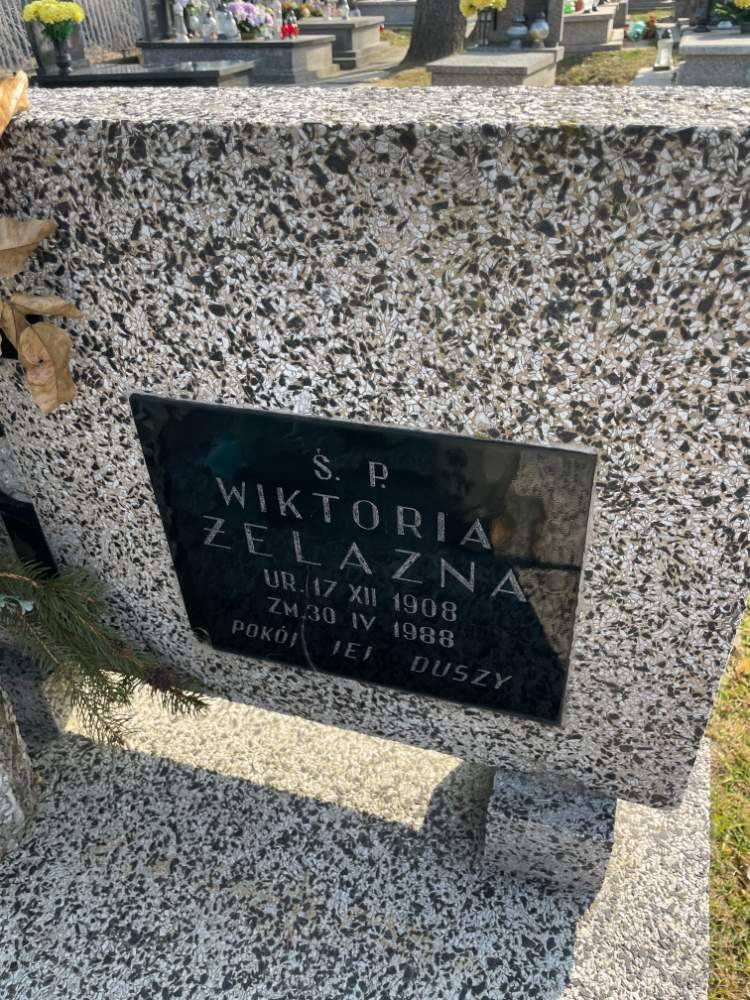 Ś. P.
WIKTORIA
ŻELAZNA
UR. 17 XII 1908
ZM. 30 IV 1988
POKÓJ JEJ DUSZY